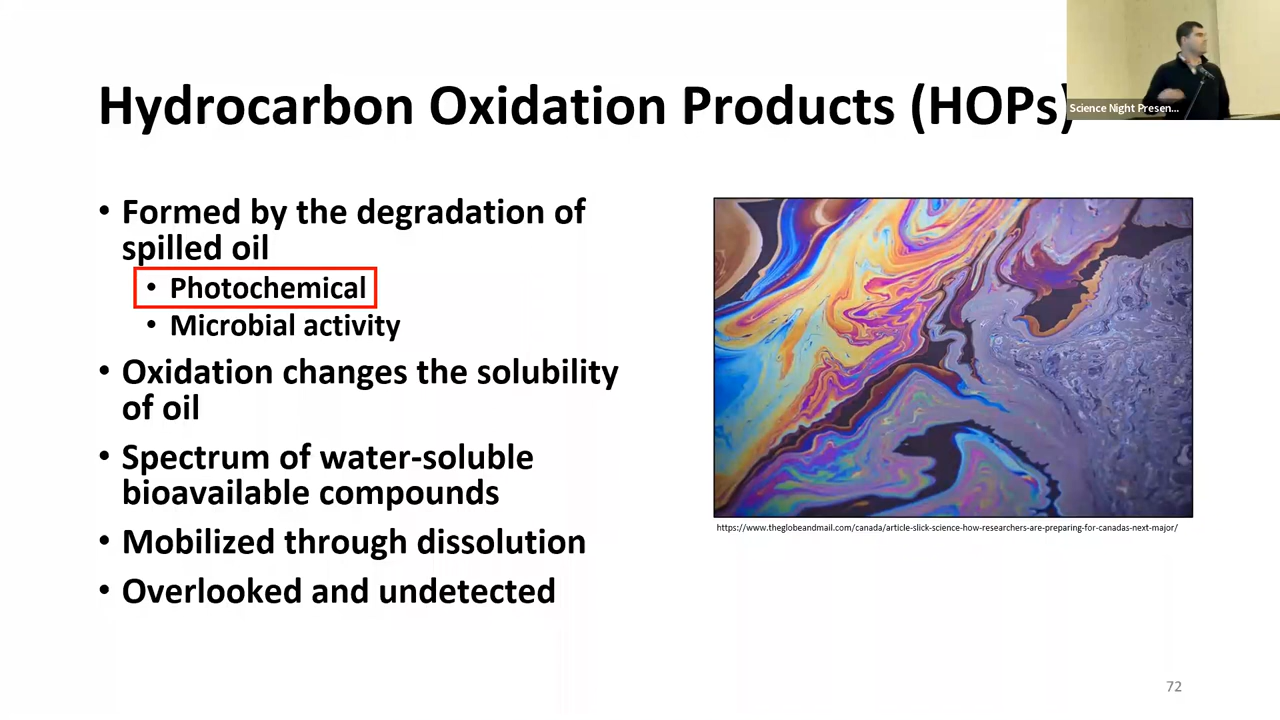 Hydrocarbon Oxidation Products (HOPs)
Science Night Presen...
• Formed by the degradation of
spilled oil
• Photochemical
• Microbial activity
• Oxidation changes the solubility
of oil
• Spectrum of water-soluble
bioavailable compounds
• Mobilized through dissolution
• Overlooked and undetected
https://www.theglobeandmail.com/canada/article-slick-science-how-researchers-are-preparing-for-canadas-next-major/
72